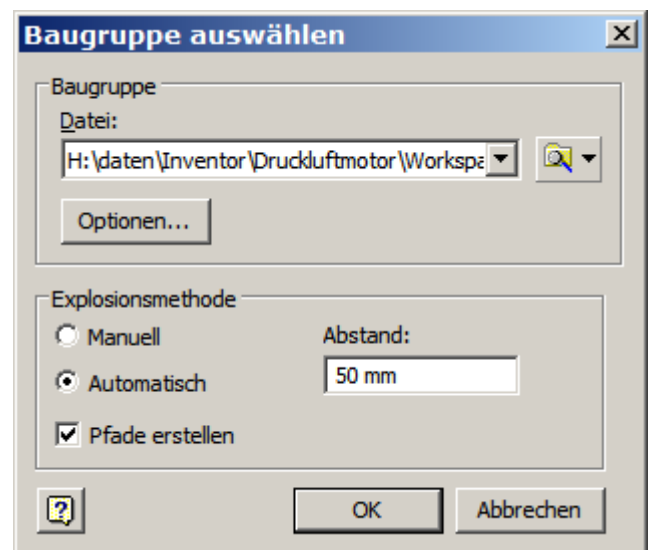 Baugruppe auswählen
Baugruppe
Datei:
H:\daten\Inventor\Druckluftmotor\Workspa
Optionen...
Explosionsmethode
Manuell
Abstand:
Automatisch
50 mm
Pfade erstellen
OK
Abbrechen